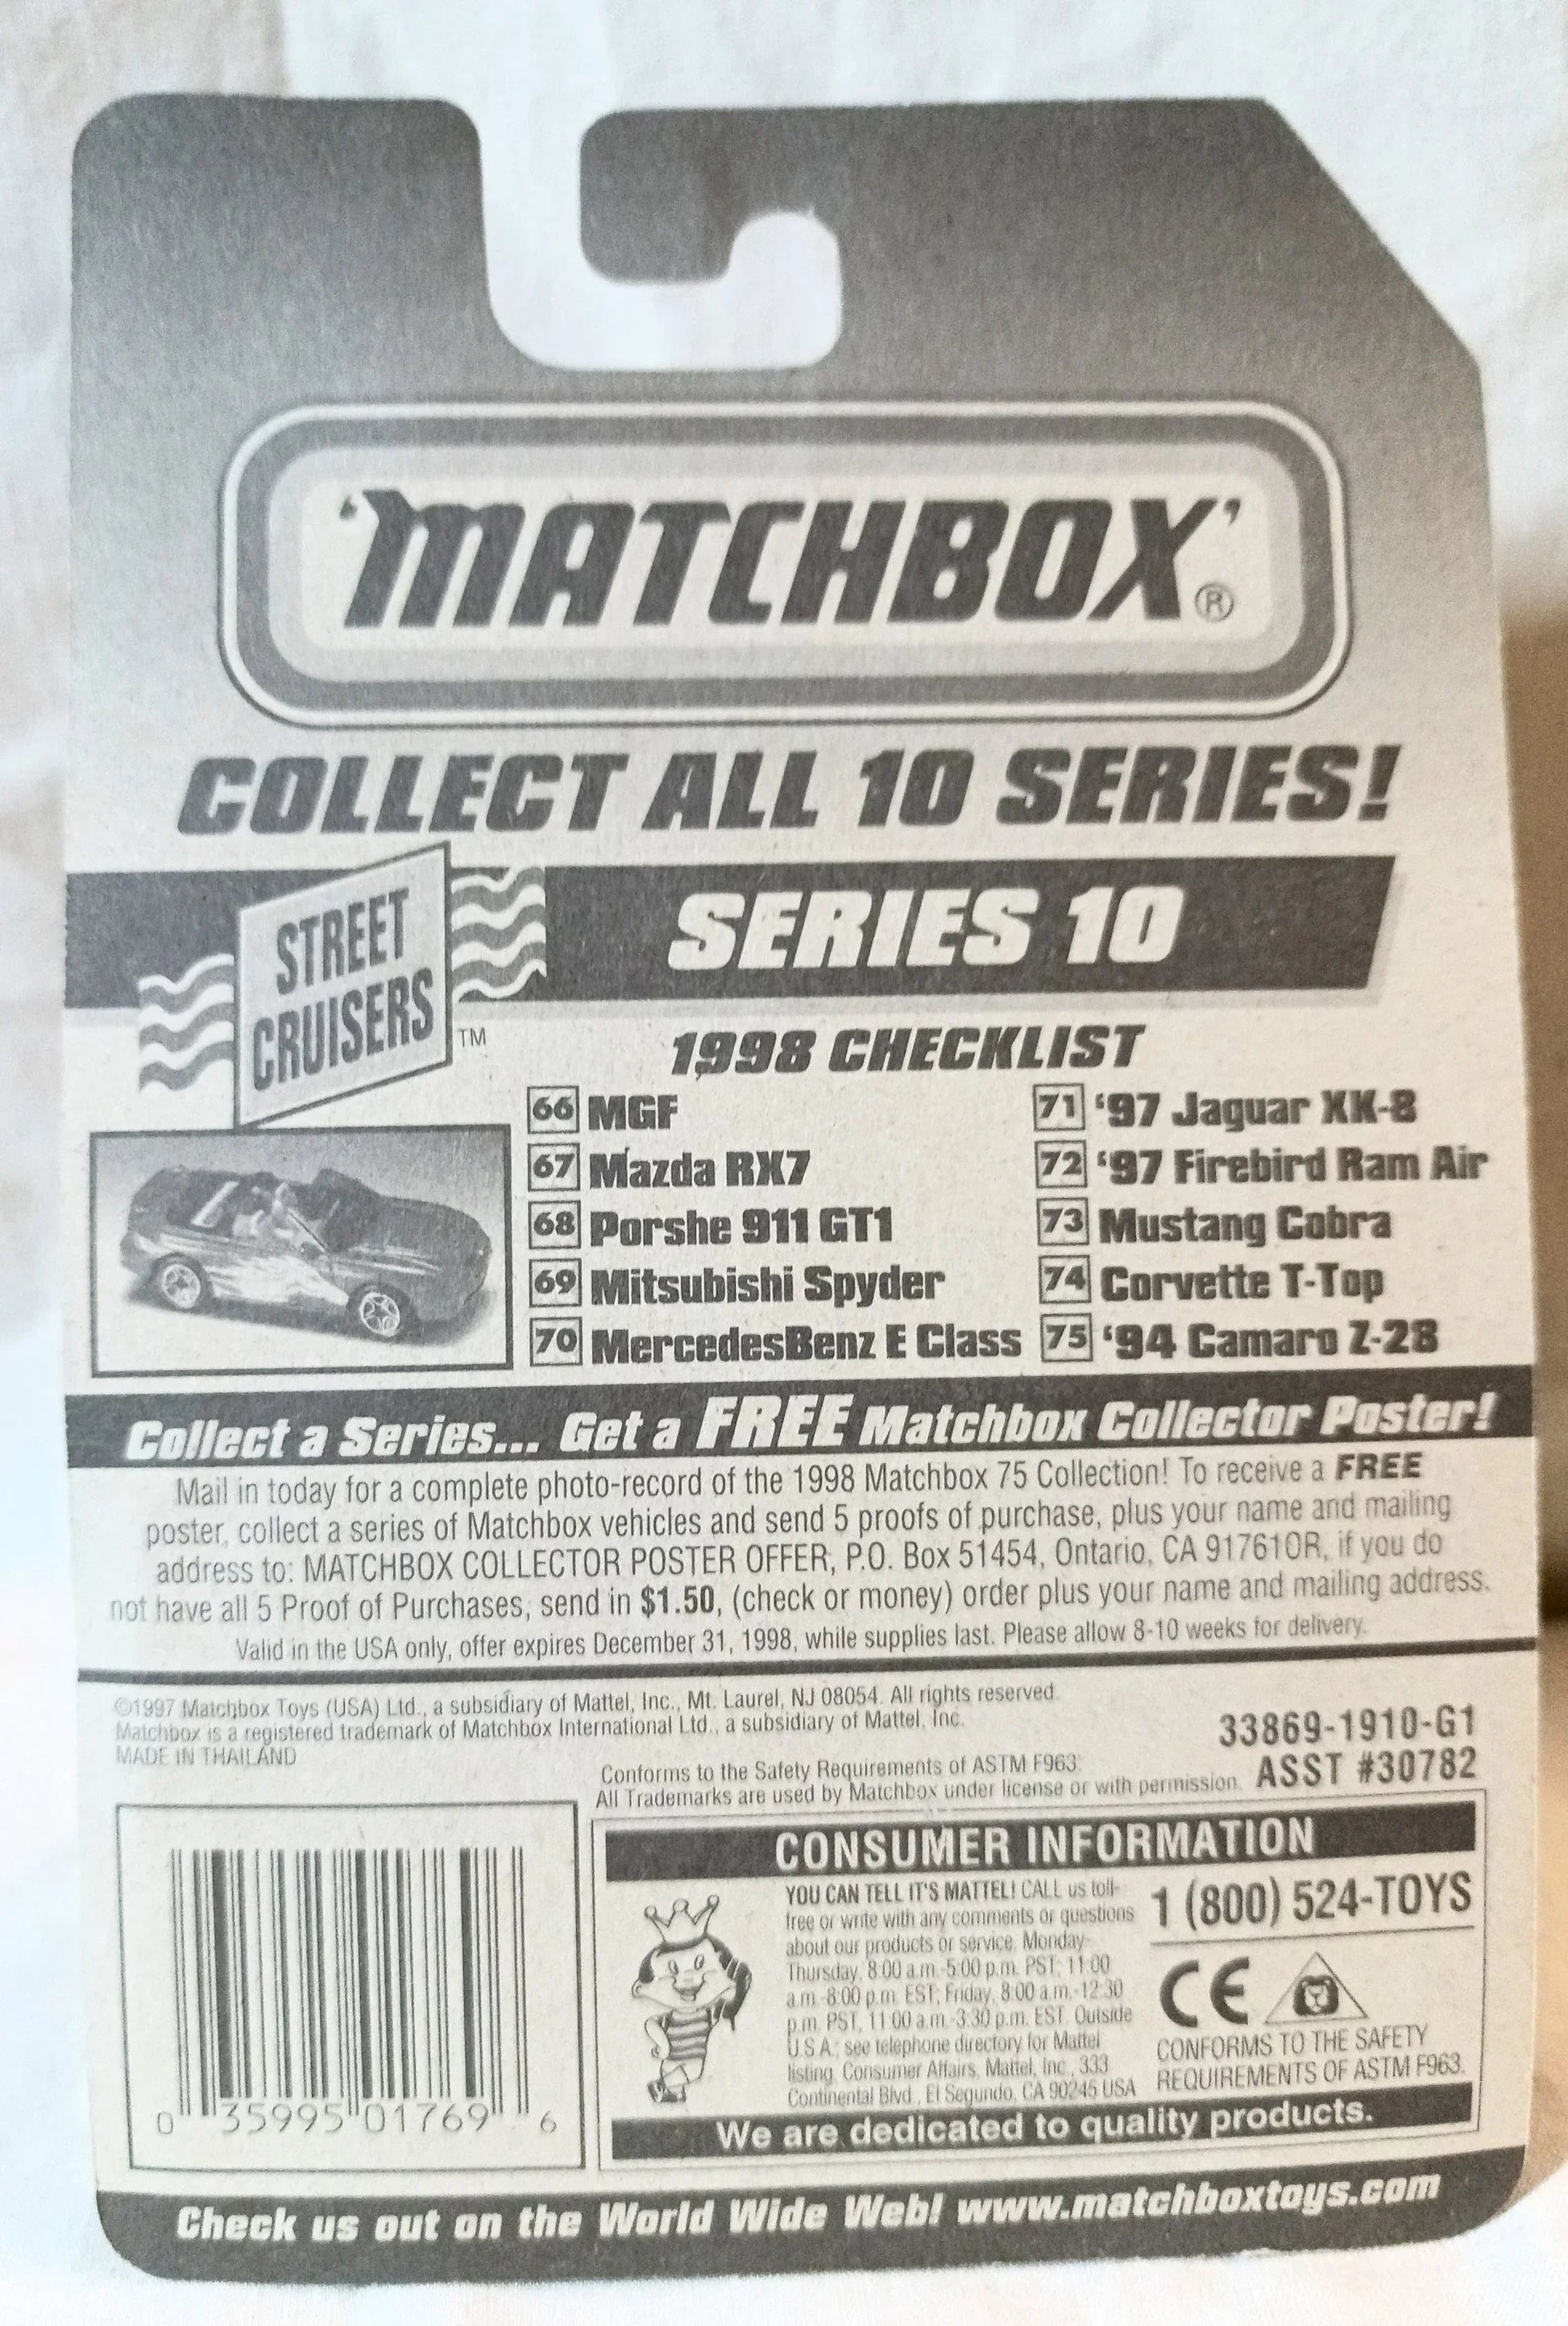 'MATCHBOX'®
COLLECT ALL 10 SERIES!
STREET
CRUISERS™
SERIES 10
1998 CHECKLIST
66 MGF
67 Mazda RX7
68 Porshe 911 GT1
69 Mitsubishi Spyder
70 MercedesBenz E Class
71 '97 Jaguar XK-8
72 '97 Firebird Ram Air
73 Mustang Cobra
74 Corvette T-Top
75 '94 Camaro Z-28
Collect a Series... Get a FREE Matchbox Collector Poster!
Mail in today for a complete photo-record of the 1998 Matchbox 75 Collection! To receive a FREE
poster, collect a series of Matchbox vehicles and send 5 proofs of purchase, plus your name and mailing
address to: MATCHBOX COLLECTOR POSTER OFFER, P.O. Box 51454, Ontario, CA 91761OR, if you do
not have all 5 Proof of Purchases, send in $1.50, (check or money) order plus your name and mailing address.
Valid in the USA only, offer expires December 31, 1998, while supplies last. Please allow 8-10 weeks for delivery.
©1997 Matchbox Toys (USA) Ltd., a subsidiary of Mattel, Inc., Mt. Laurel, NJ 08054. All rights reserved.
Matchbox is a registered trademark of Matchbox International Ltd., a subsidiary of Mattel, Inc.
MADE IN THAILAND
33869-1910-G1
ASST #30782
Conforms to the Safety Requirements of ASTM F963.
All Trademarks are used by Matchbox under license or with permission.
CONSUMER INFORMATION
YOU CAN TELL IT'S MATTEL! CALL us toll-
free or write with any comments or questions
about our products or service. Monday-
Thursday, 8:00 a.m.-5:00 p.m. PST; 11:00
a.m.-8:00 p.m. EST; Friday, 8:00 a.m.-12:30
p.m. PST, 11:00 a.m.-3:30 p.m. EST. Outside
U.S.A.; see telephone directory for Mattel
listing. Consumer Affairs, Mattel, Inc., 333
Continental Blvd., El Segundo, CA 90245 USA
1 (800) 524-TOYS
CE
CONFORMS TO THE SAFETY
REQUIREMENTS OF ASTM F963.
We are dedicated to quality products.
0 35995 01769 6
Check us out on the World Wide Web! www.matchboxtoys.com